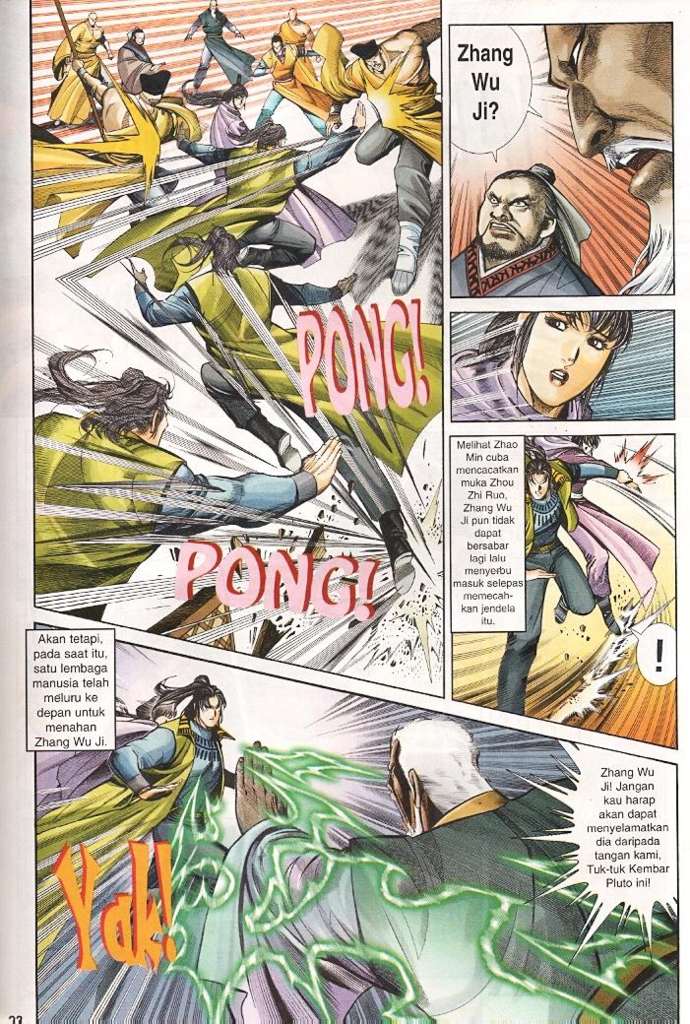 Zhang
Wu
Ji?
PONG!
PONG!
Melihat Zhao
Min cuba
mencacatkan
muka Zhou
Zhi Ruo,
Zhang Wu
Ji pun tidak
dapat
bersabar
lagi lalu
menyerbu
masuk selepas
memecah-
kan jendela
itu.
!
Akan tetapi,
pada saat itu,
satu lembaga
manusia telah
meluru ke
depan untuk
menahan
Zhang Wu Ji.
Zhang Wu
Ji! Jangan
kau harap
akan dapat
menyelamatkan
dia daripada
tangan kami,
Tuk-tuk Kembar
Pluto ini!
Yak!
23